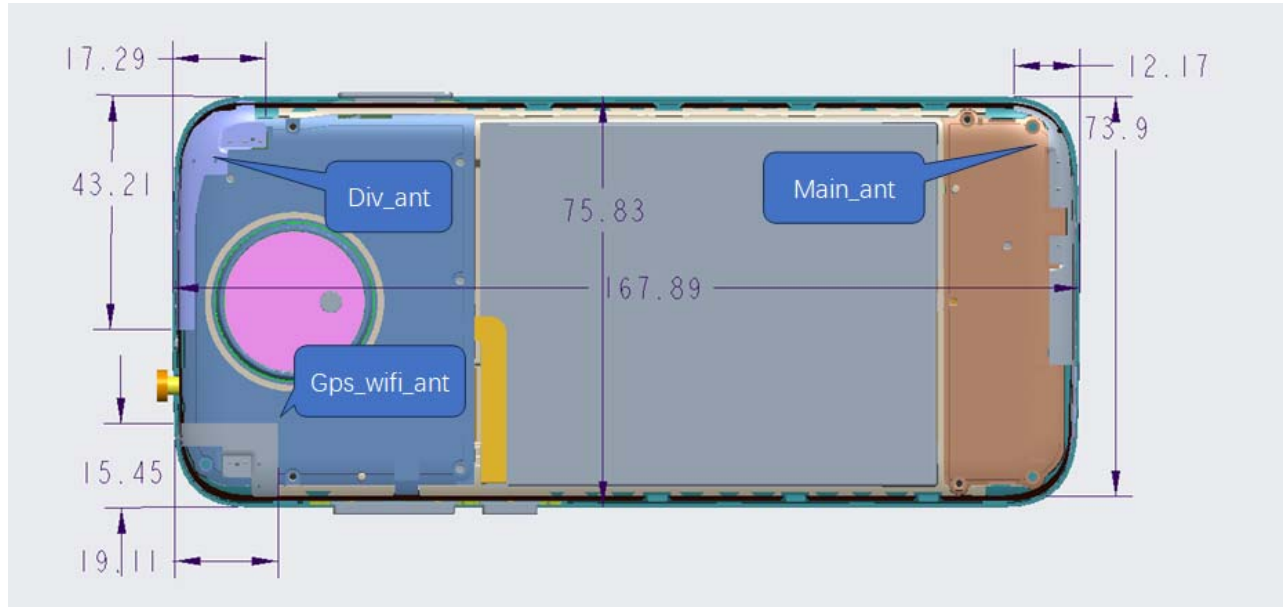 17.29
12.17
73.9
43.21
Div_ant
Main_ant
75.83
167.89
Gps_wifi_ant
15.45
19.11